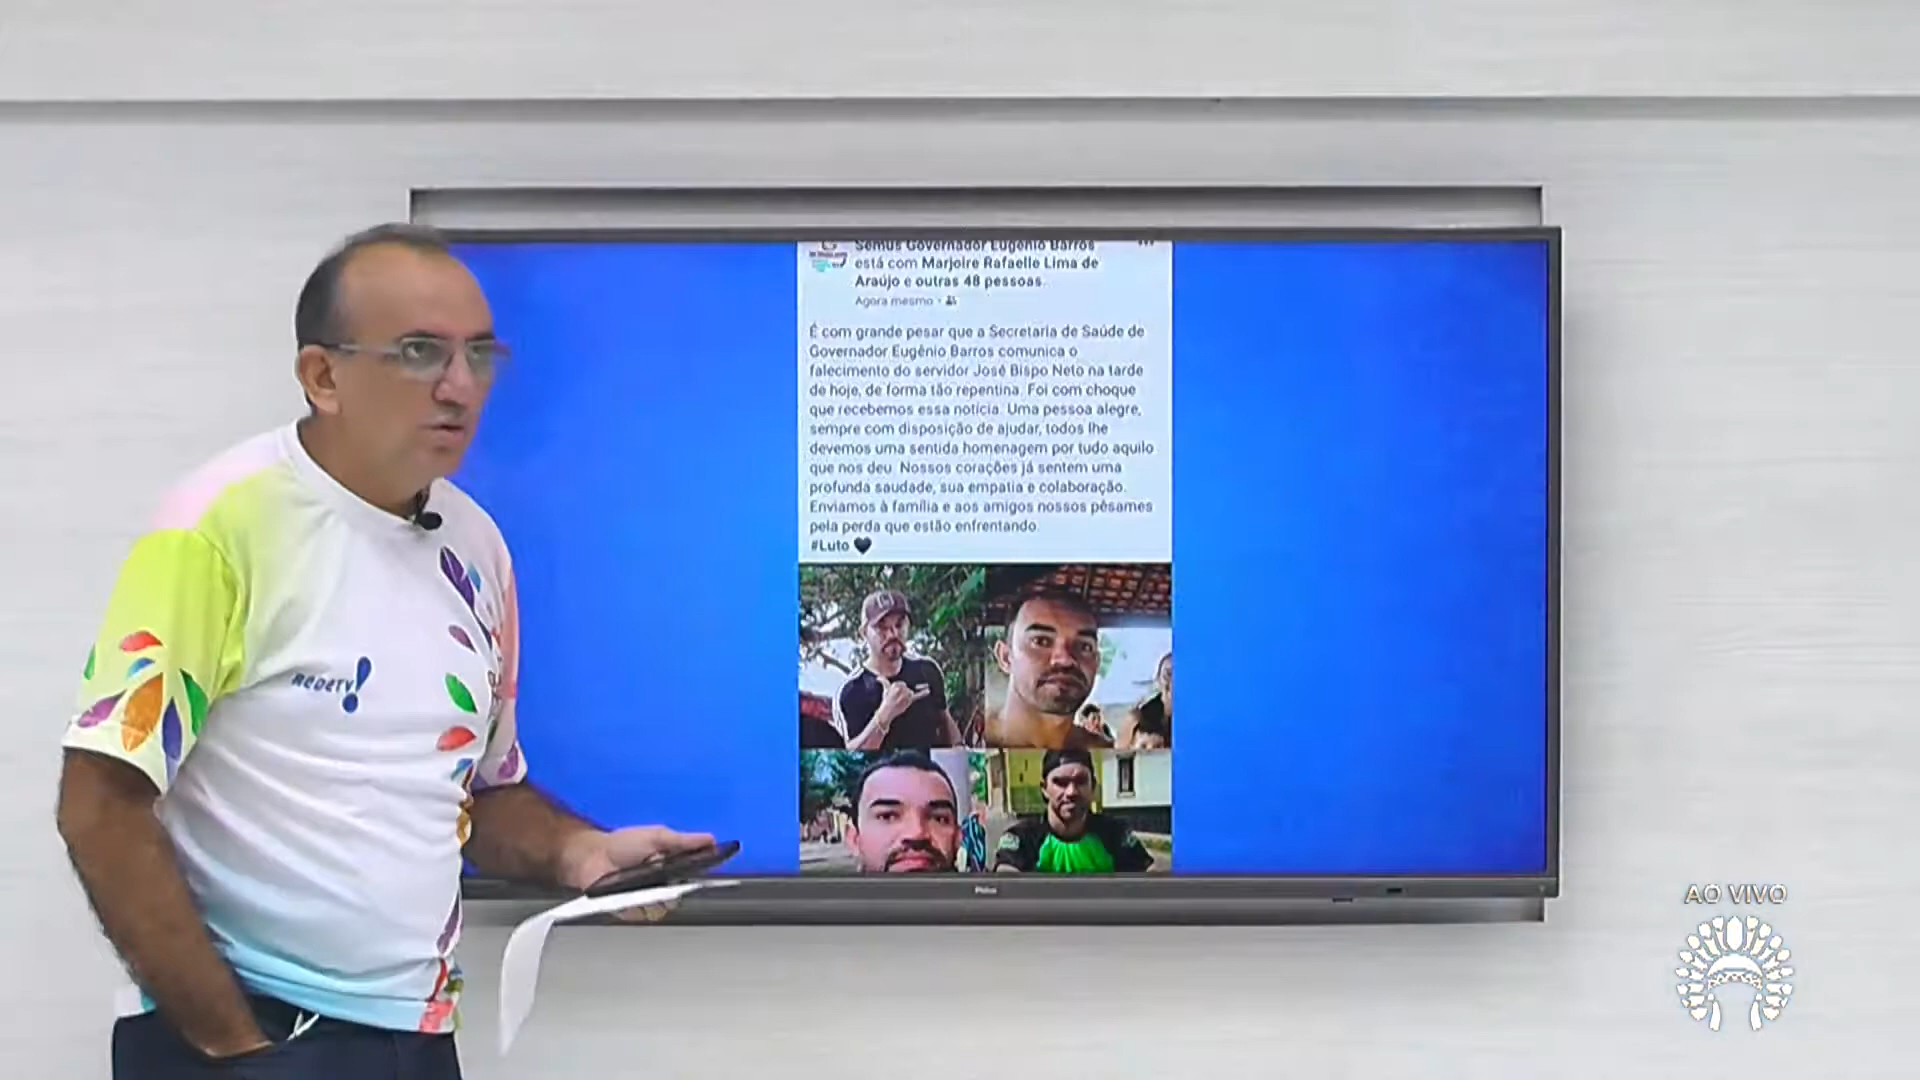 Semus Governador Eugênio Barros
está com Marjoire Rafaelle Lima de
Araújo e outras 48 pessoas.
Agora mesmo
É com grande pesar que a Secretaria de Saúde de
Governador Eugênio Barros comunica o
falecimento do servidor José Bispo Neto na tarde
de hoje, de forma tão repentina. Foi com choque
que recebemos essa notícia. Uma pessoa alegre,
sempre com disposição de ajudar, todos lhe
devemos uma sentida homenagem por tudo aquilo
que nos deu. Nossos corações já sentem uma
profunda saudade, sua empatia e colaboração.
Enviamos à família e aos amigos nossos pêsames
pela perda que estão enfrentando.
#Luto 🖤
REDETV!
Philco
AO VIVO